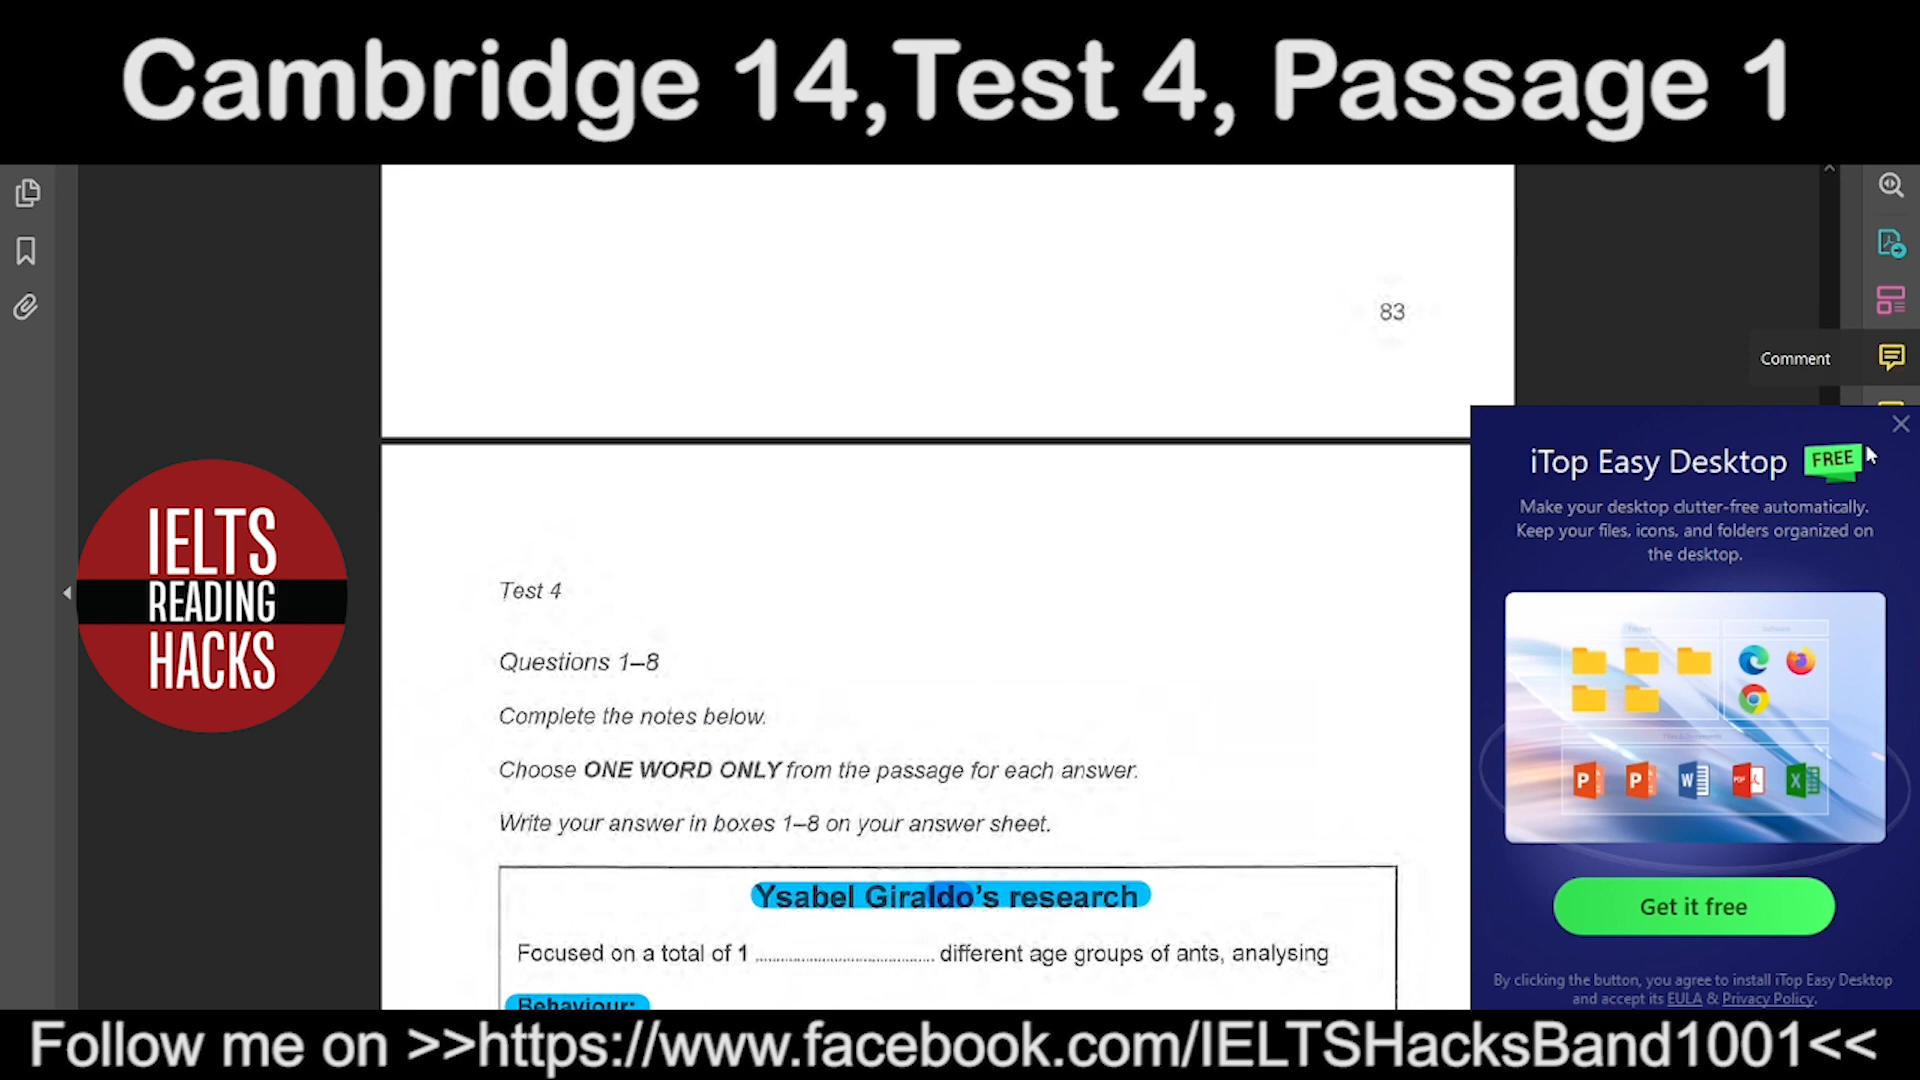 Cambridge 14,Test 4, Passage 1
83
Comment
IELTS
READING
HACKS
Test 4
Questions 1–8
Complete the notes below.
Choose ONE WORD ONLY from the passage for each answer.
Write your answer in boxes 1–8 on your answer sheet.
Ysabel Giraldo's research
Focused on a total of 1 ........................................ different age groups of ants, analysing
Behaviour:
iTop Easy Desktop FREE
Make your desktop clutter-free automatically.
Keep your files, icons, and folders organized on
the desktop.
Get it free
By clicking the button, you agree to install iTop Easy Desktop
and accept its EULA & Privacy Policy.
Follow me on >>https://www.facebook.com/IELTSHacksBand1001<<